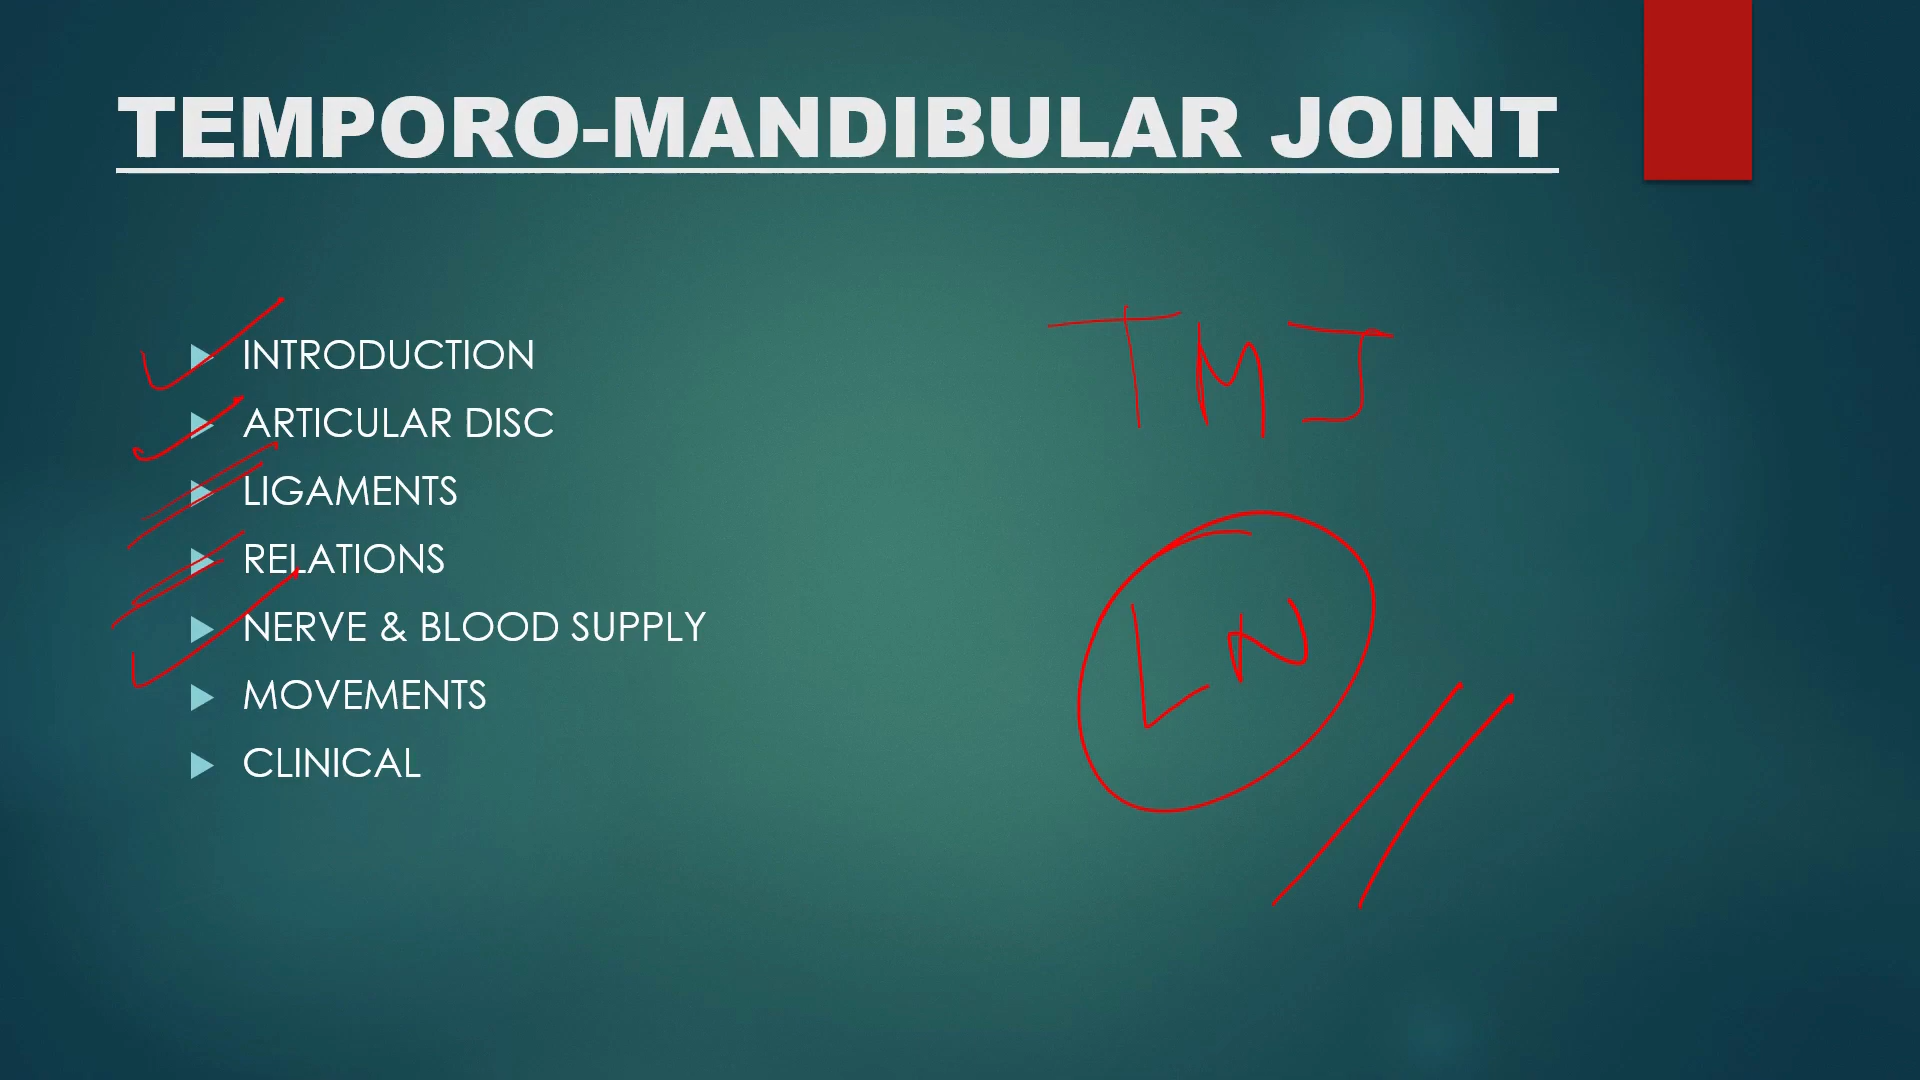 TEMPORO-MANDIBULAR JOINT
INTRODUCTION
ARTICULAR DISC
LIGAMENTS
RELATIONS
NERVE & BLOOD SUPPLY
MOVEMENTS
CLINICAL
TMJ
LN